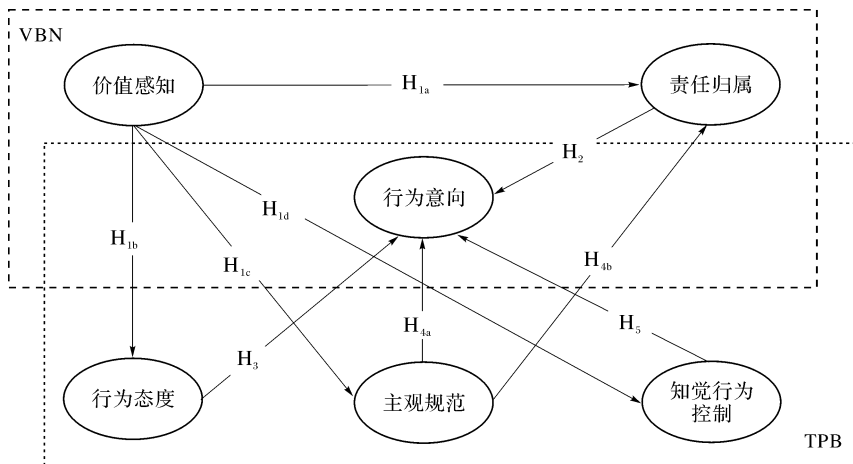 VBN
价值感知
H1a
责任归属
H2
行为意向
H1d
H1b
H1c
H4b
H4a
H5
H3
行为态度
主观规范
知觉行为
控制
TPB